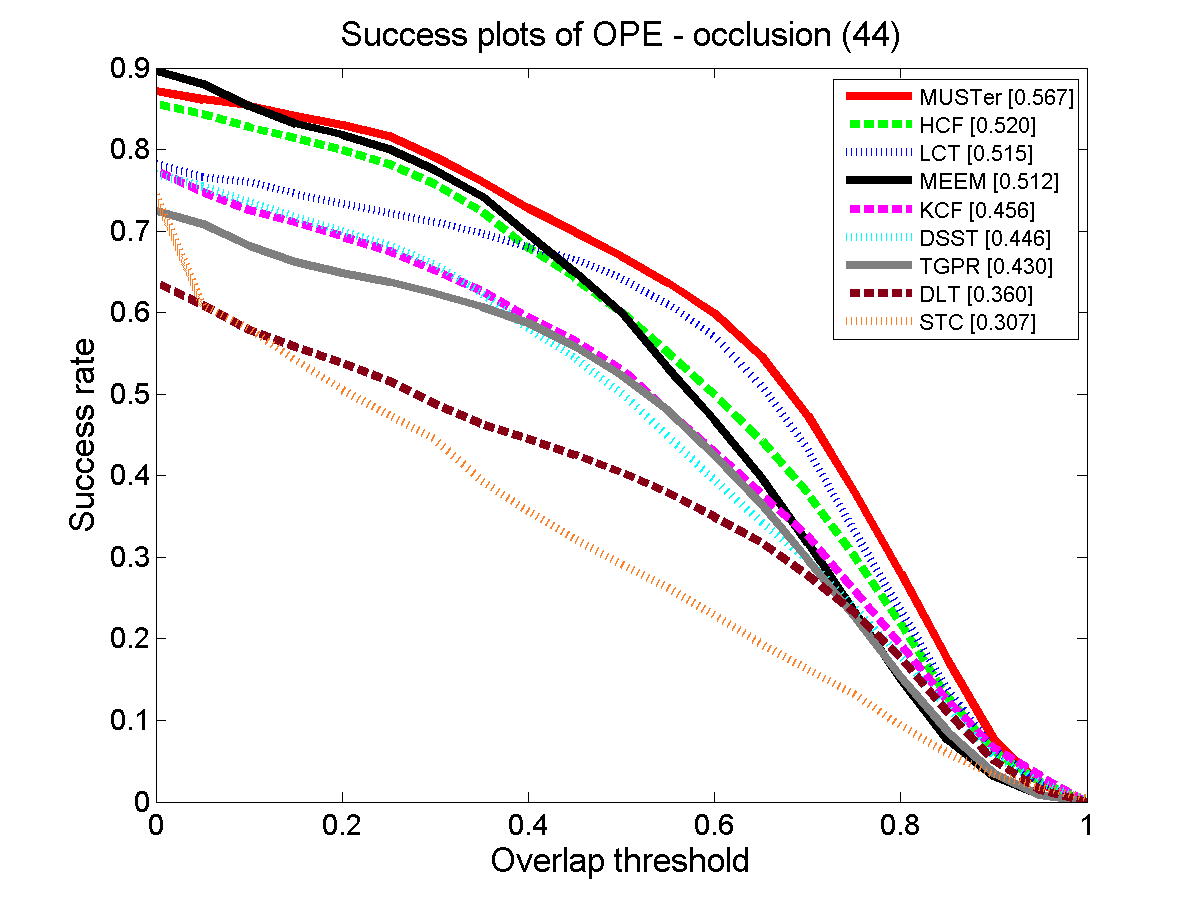 Success plots of OPE - occlusion (44)
0.9
0.8
0.7
0.6
0.5
0.4
0.3
0.2
0.1
0
Success rate
MUSTer [0.567]
HCF [0.520]
LCT [0.515]
MEEM [0.512]
KCF [0.456]
DSST [0.446]
TGPR [0.430]
DLT [0.360]
STC [0.307]
0 0.2 0.4 0.6 0.8 1
Overlap threshold